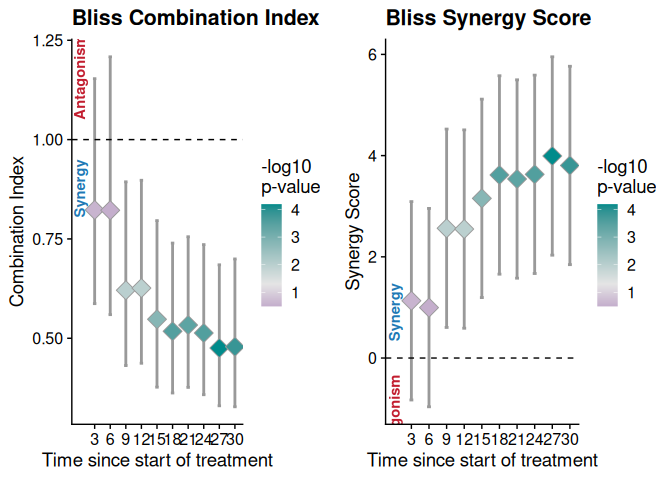 Bliss Combination Index
Combination Index
1.25
1.00
0.75
0.50
Antagonism
Synergy
3 6 9 12 15 18 21 24 27 30
Time since start of treatment
-log10
p-value
4
3
2
1
Bliss Synergy Score
Synergy Score
6
4
2
0
Synergy
gonism
3 6 9 12 15 18 21 24 27 30
Time since start of treatment
-log10
p-value
4
3
2
1